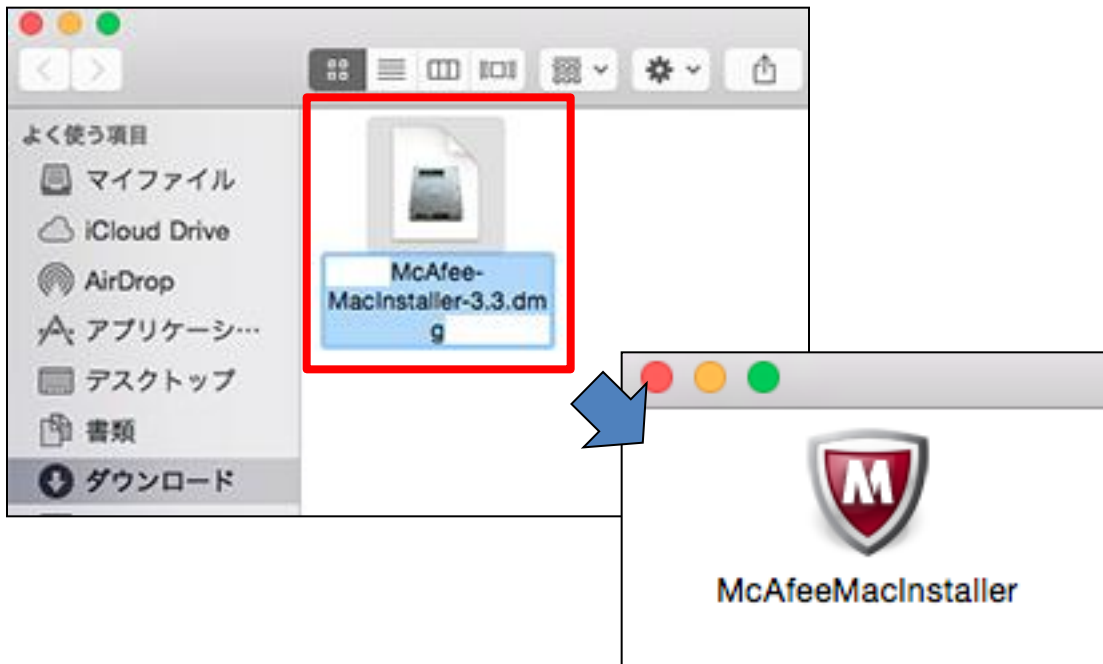 よく使う項目
マイファイル
iCloud Drive
AirDrop
アプリケーシ…
デスクトップ
書類
ダウンロード
McAfee-
MacInstaller-3.3.dm
g
M
McAfeeMacInstaller